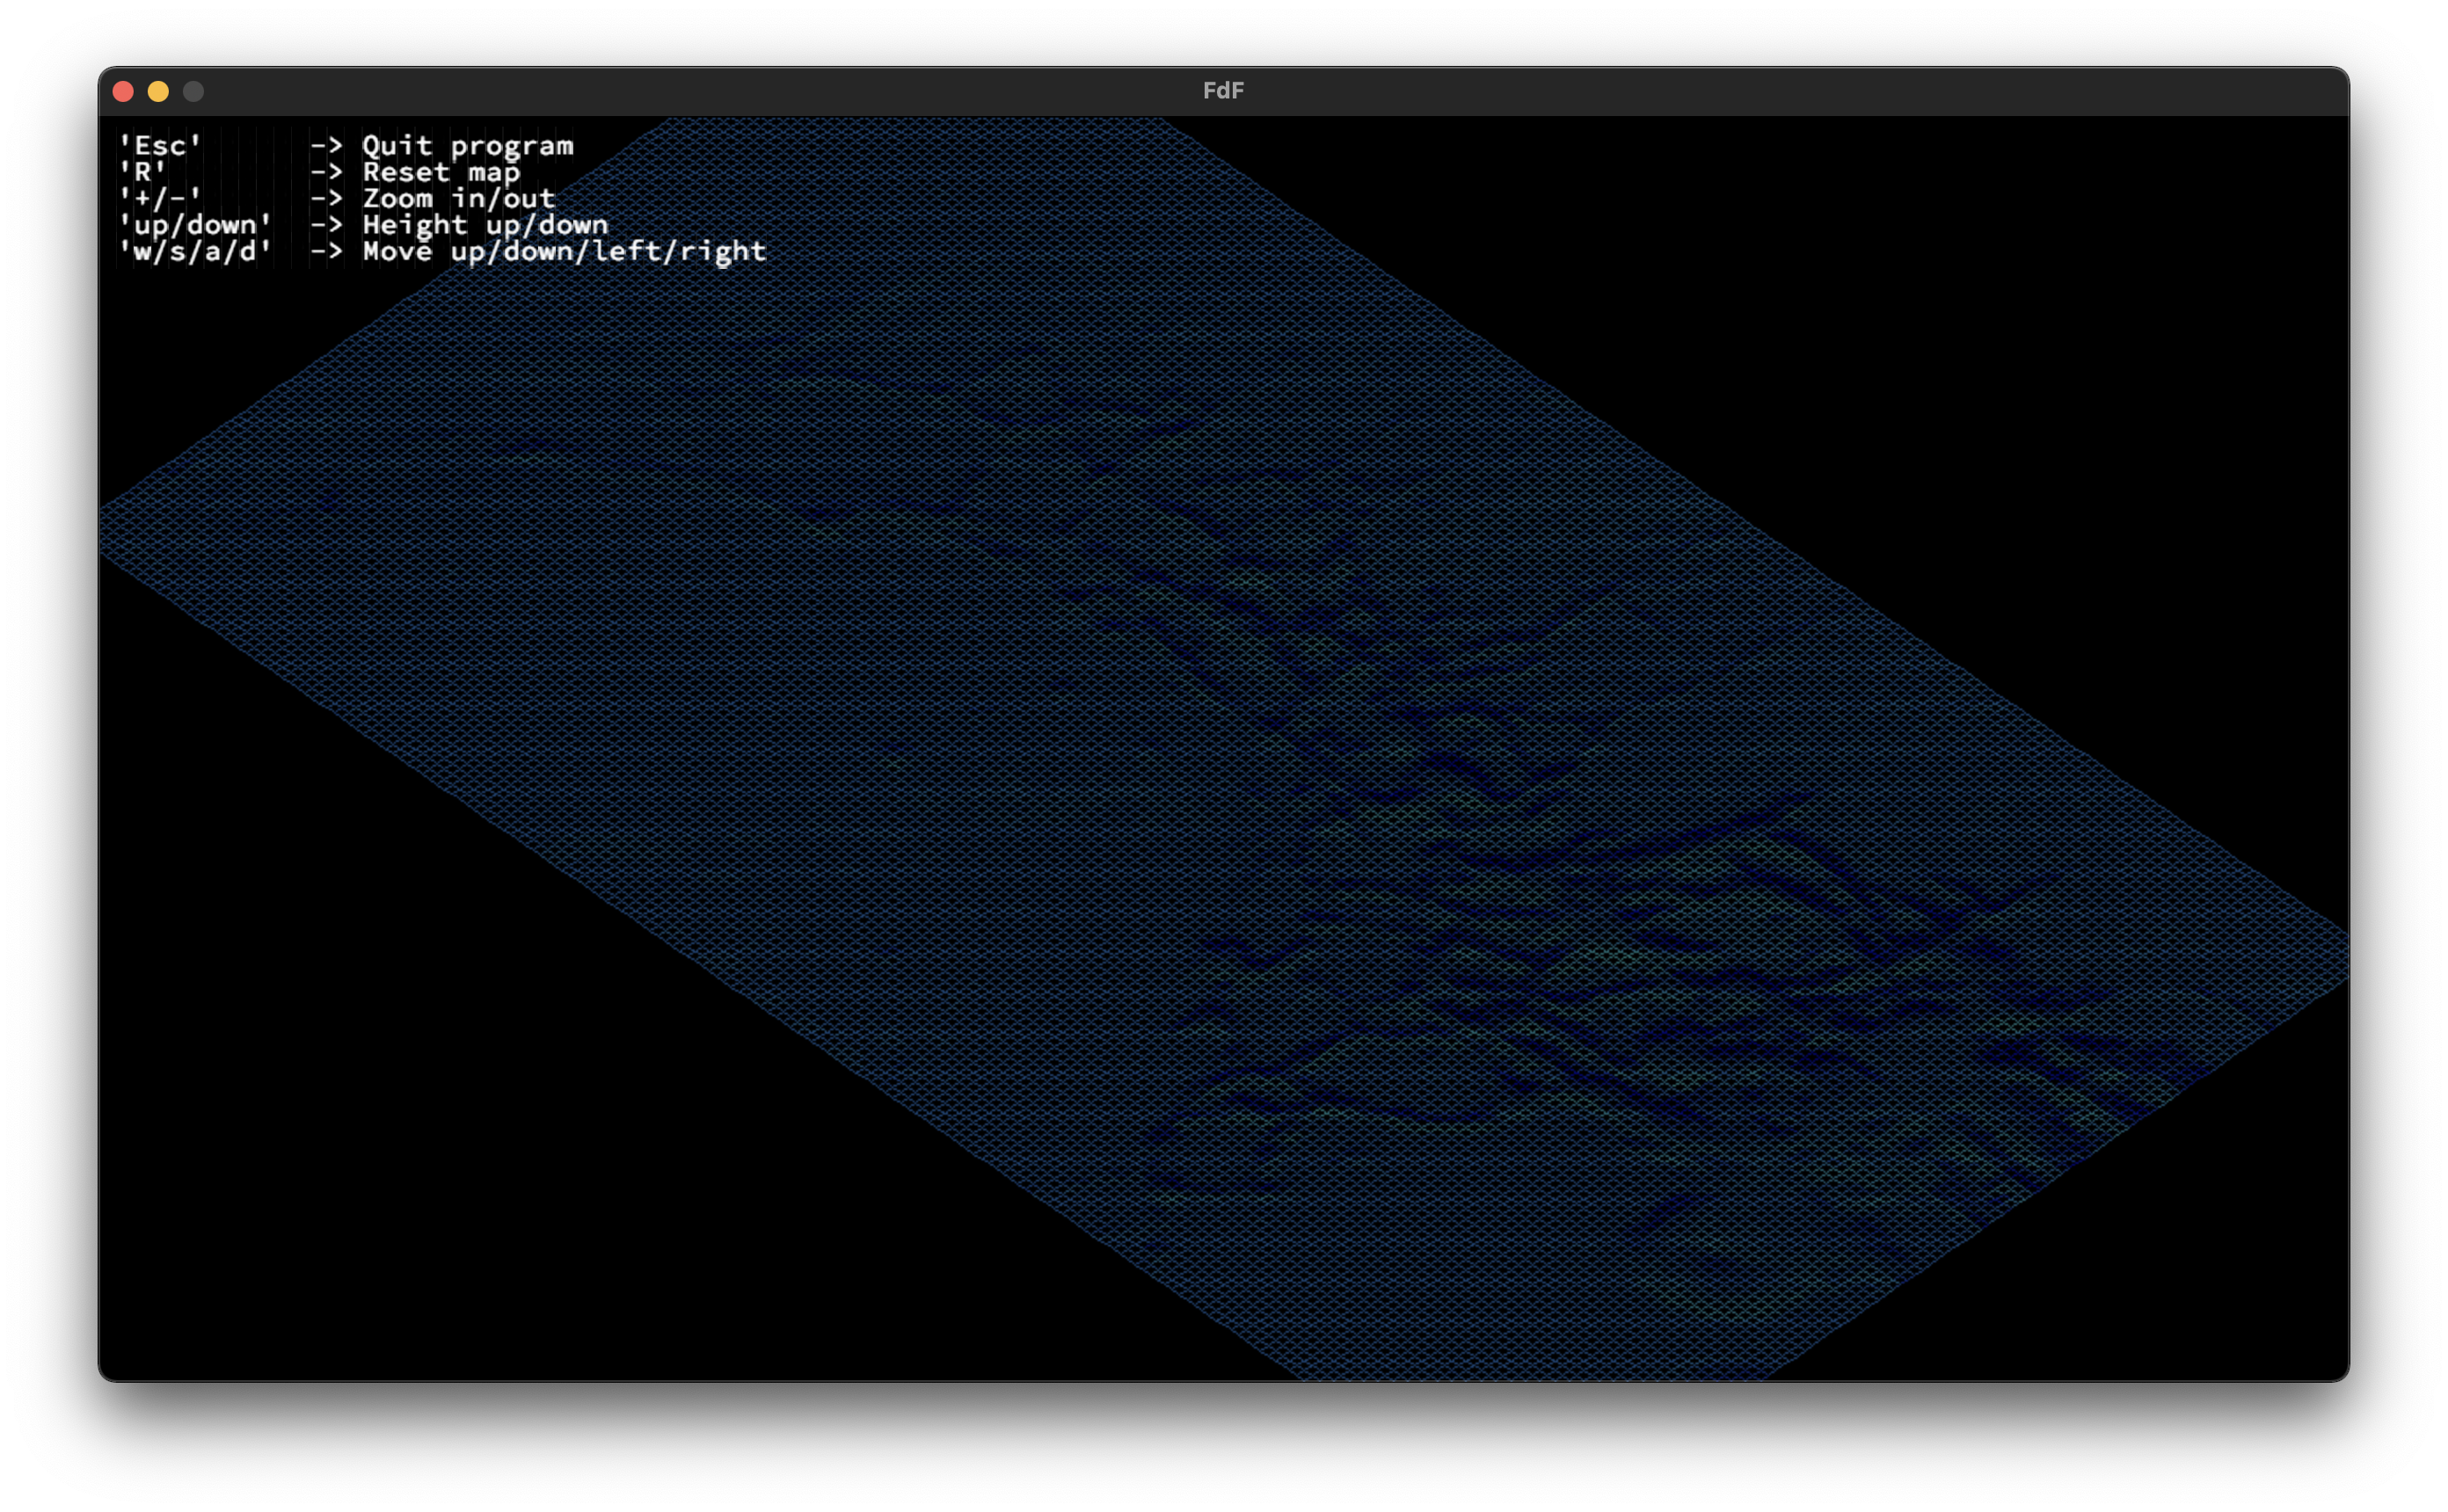 FdF
'Esc' -> Quit program
'R' -> Reset map
'+/-' -> Zoom in/out
'up/down' -> Height up/down
'w/s/a/d' -> Move up/down/left/right